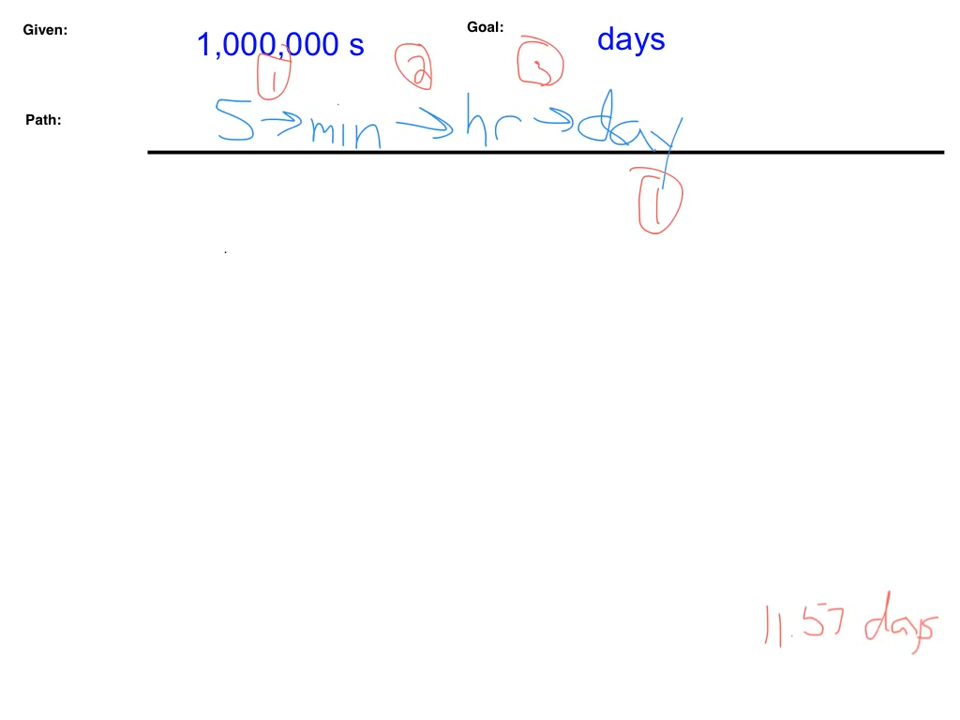 Given: 1,000,000 s Goal: days
① ② ③
Path: S → min → hr → day
①
11.57 days